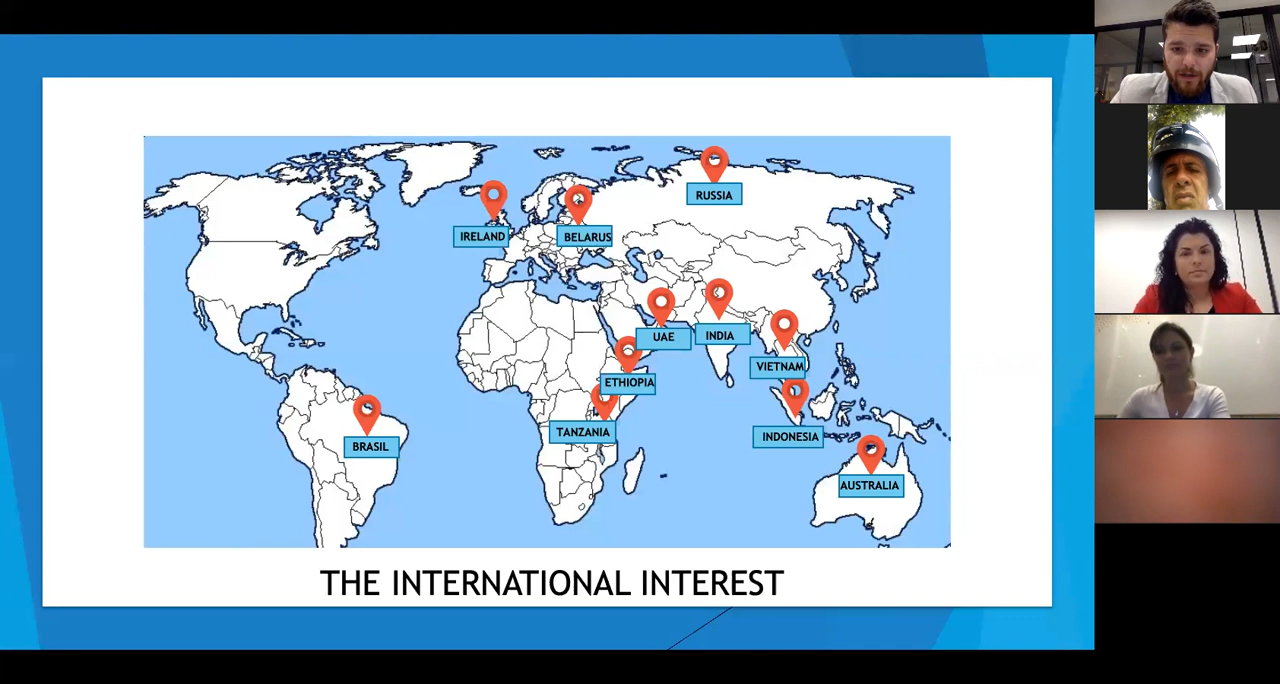 RUSSIA
IRELAND
BELARUS
UAE
INDIA
VIETNAM
ETHIOPIA
TANZANIA
INDONESIA
BRASIL
AUSTRALIA
THE INTERNATIONAL INTEREST